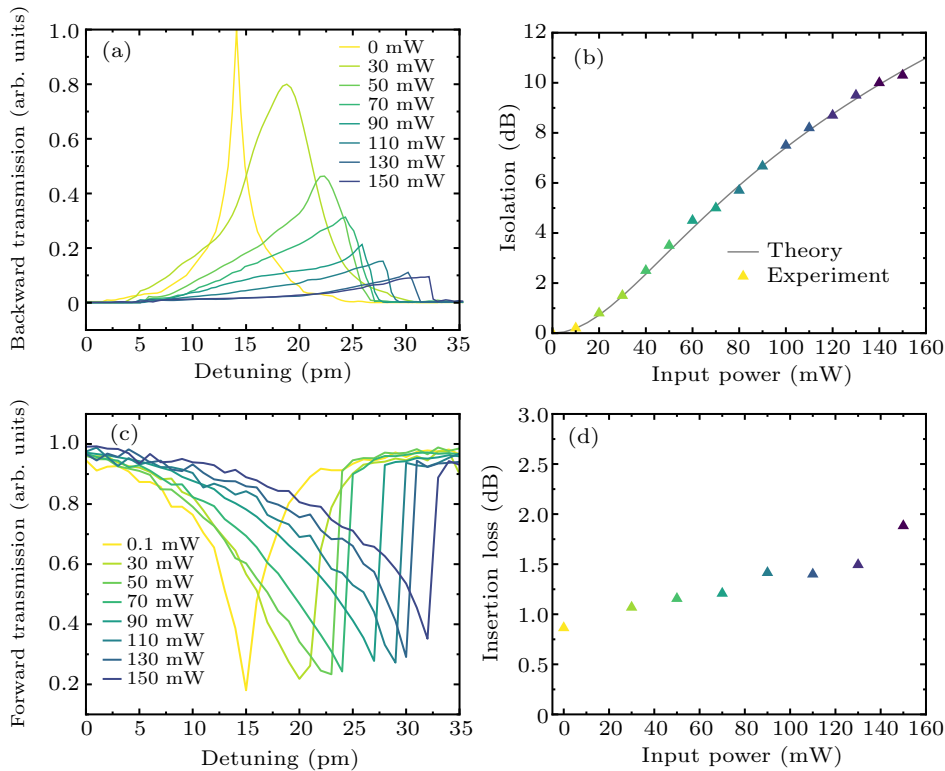 Backward transmission (arb. units)
1.0
0.8
0.6
0.4
0.2
0
(a)
0 mW
30 mW
50 mW
70 mW
90 mW
110 mW
130 mW
150 mW
0 5 10 15 20 25 30 35
Detuning (pm)
Isolation (dB)
12
10
8
6
4
2
0
(b)
Theory
Experiment
0 20 40 60 80 100 120 140 160
Input power (mW)
Forward transmission (arb. units)
1.0
0.8
0.6
0.4
0.2
(c)
0.1 mW
30 mW
50 mW
70 mW
90 mW
110 mW
130 mW
150 mW
0 5 10 15 20 25 30 35
Detuning (pm)
Insertion loss (dB)
3.0
2.5
2.0
1.5
1.0
0.5
0
(d)
0 20 40 60 80 100 120 140 160
Input power (mW)